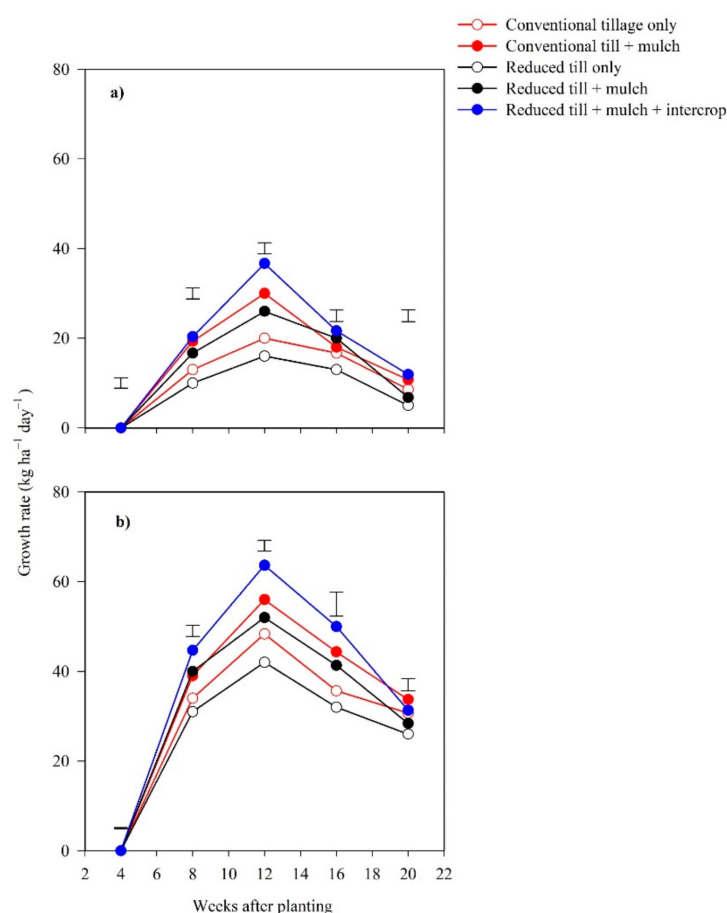 Conventional tillage only
Conventional till + mulch
Reduced till only
Reduced till + mulch
Reduced till + mulch + intercrop
80
a)
60
40
20
0
Growth rate (kg ha⁻¹ day⁻¹)
80
b)
60
40
20
0
2 4 6 8 10 12 14 16 18 20 22
Weeks after planting